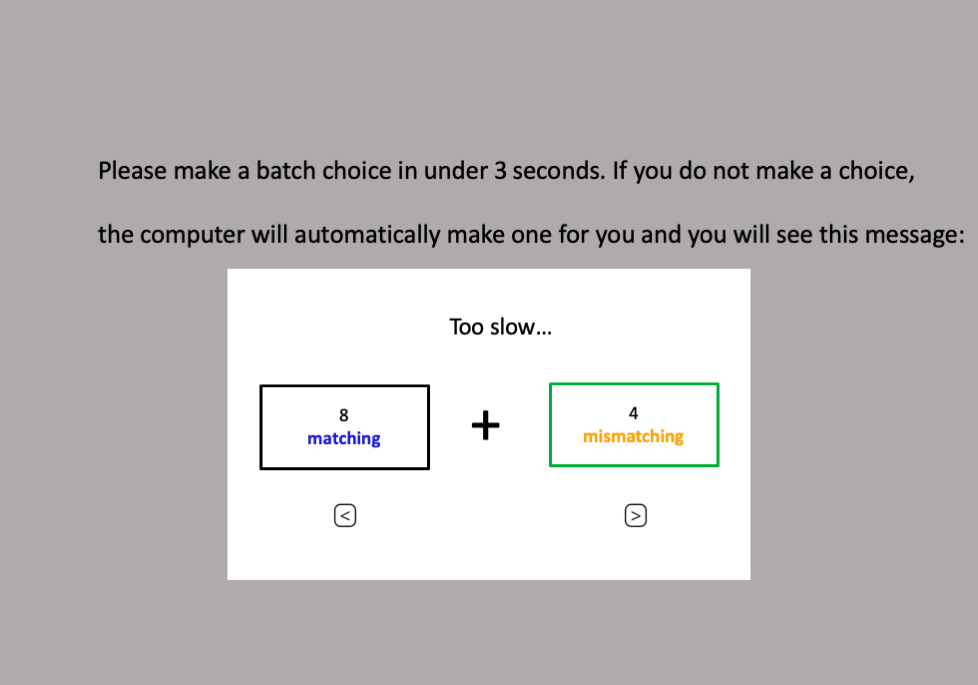 Please make a batch choice in under 3 seconds. If you do not make a choice,
the computer will automatically make one for you and you will see this message:
Too slow...
8
matching
+
4
mismatching
<
>